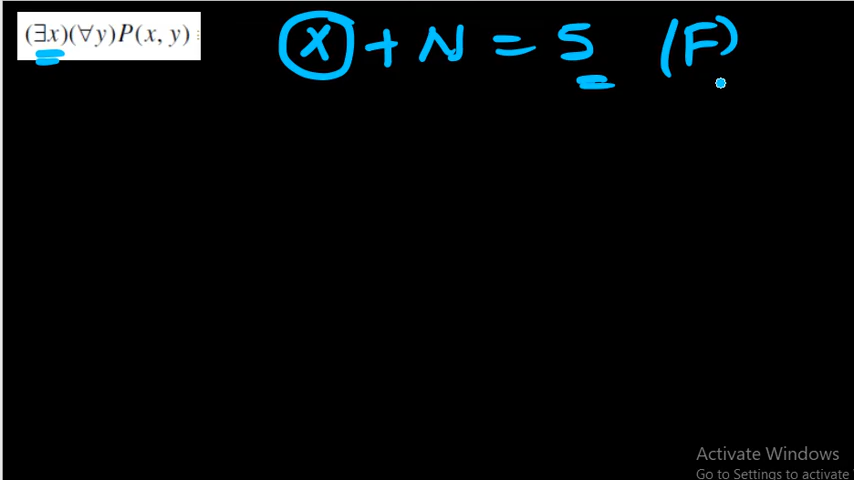 (∃x)(∀y)P(x, y)
X + N = 5 (F)
Activate Windows
Go to Settings to activate